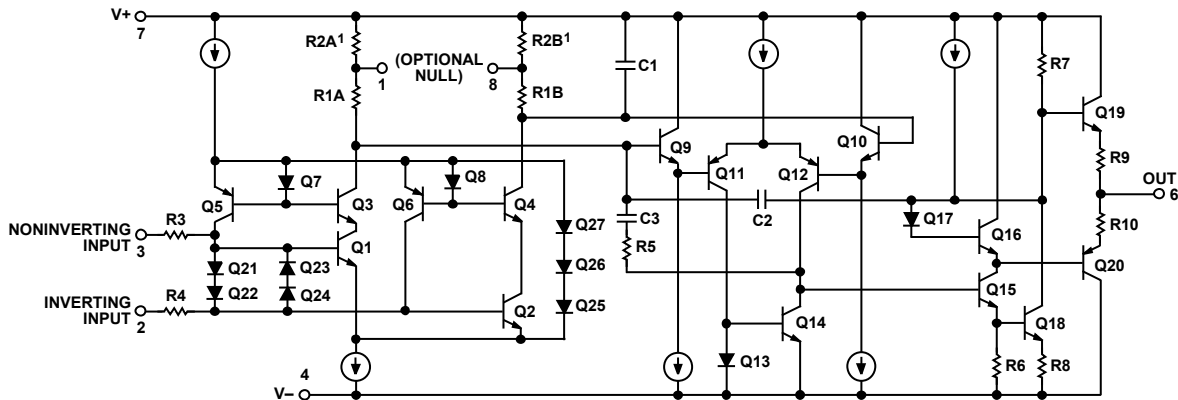 V+
7
R2A¹
(OPTIONAL
NULL)
1
8
R2B¹
R1A
R1B
C1
R7
Q19
Q9
Q10
Q11
Q12
R9
OUT
6
Q7
Q8
Q5
Q3
Q6
Q4
Q27
C3
C2
Q17
Q16
R10
R3
NONINVERTING
INPUT
3
Q1
R5
Q20
Q21
Q23
Q26
Q22
Q24
Q15
R4
INVERTING
INPUT
2
Q2
Q25
Q14
Q18
Q13
R6
R8
4
V–